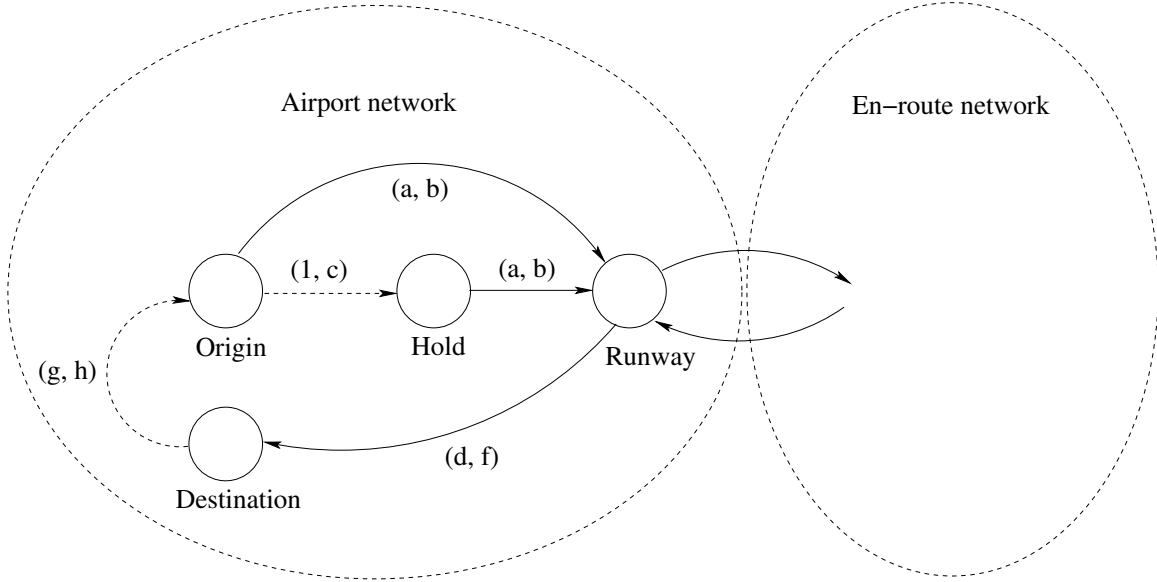 Airport network
En−route network
(a, b)
(1, c)
(a, b)
Origin
Hold
Runway
(g, h)
(d, f)
Destination